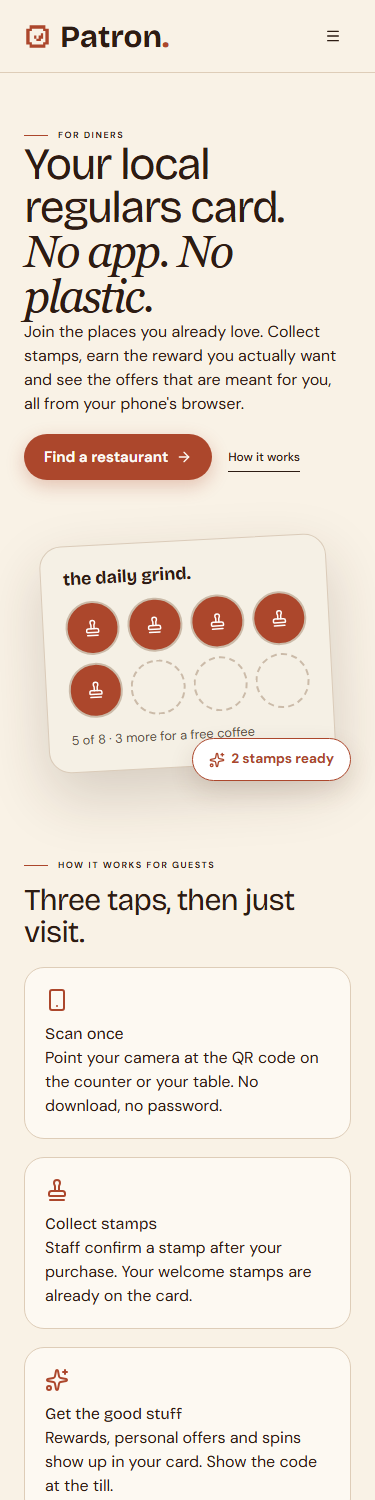 Patron.
FOR DINERS
Your local
regulars card.
No app. No
plastic.
Join the places you already love. Collect
stamps, earn the reward you actually want
and see the offers that are meant for you,
all from your phone's browser.
Find a restaurant
How it works
the daily grind.
5 of 8 · 3 more for a free coffee
2 stamps ready
HOW IT WORKS FOR GUESTS
Three taps, then just
visit.
Scan once
Point your camera at the QR code on
the counter or your table. No
download, no password.
Collect stamps
Staff confirm a stamp after your
purchase. Your welcome stamps are
already on the card.
Get the good stuff
Rewards, personal offers and spins
show up in your card. Show the code
at the till.